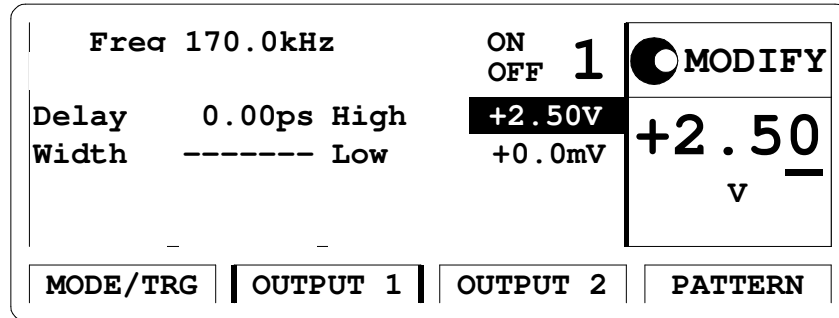 Freq 170.0kHz
ON
OFF
1
MODIFY
Delay 0.00ps High +2.50V
Width ------- Low +0.0mV
+2.50
V
MODE/TRG OUTPUT 1 OUTPUT 2 PATTERN